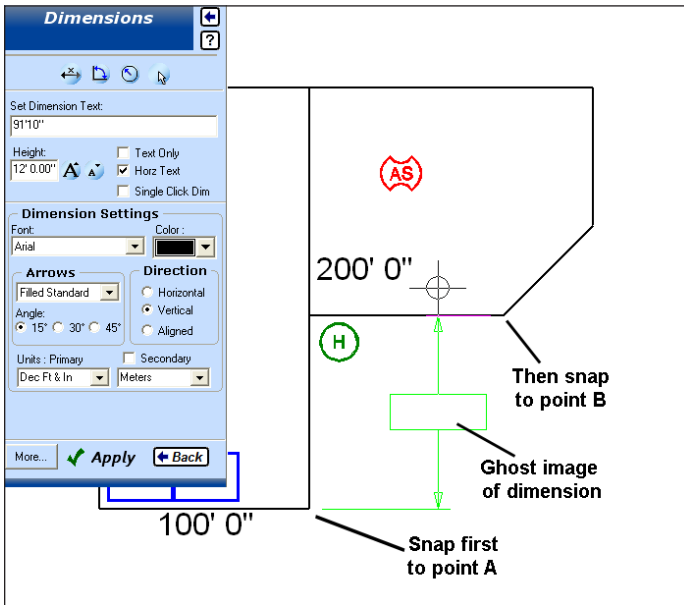 Dimensions
?
Set Dimension Text:
91'10"
Height:
12' 0.00"
A
A
Text Only
Horz Text
Single Click Dim
Dimension Settings
Font:
Color :
Arial
Arrows
Filled Standard
Angle:
15° 30° 45°
Direction
Horizontal
Vertical
Aligned
Units : Primary
Secondary
Dec Ft & In
Meters
More...
Apply
Back
AS
200' 0"
H
Then snap
to point B
Ghost image
of dimension
100' 0"
Snap first
to point A